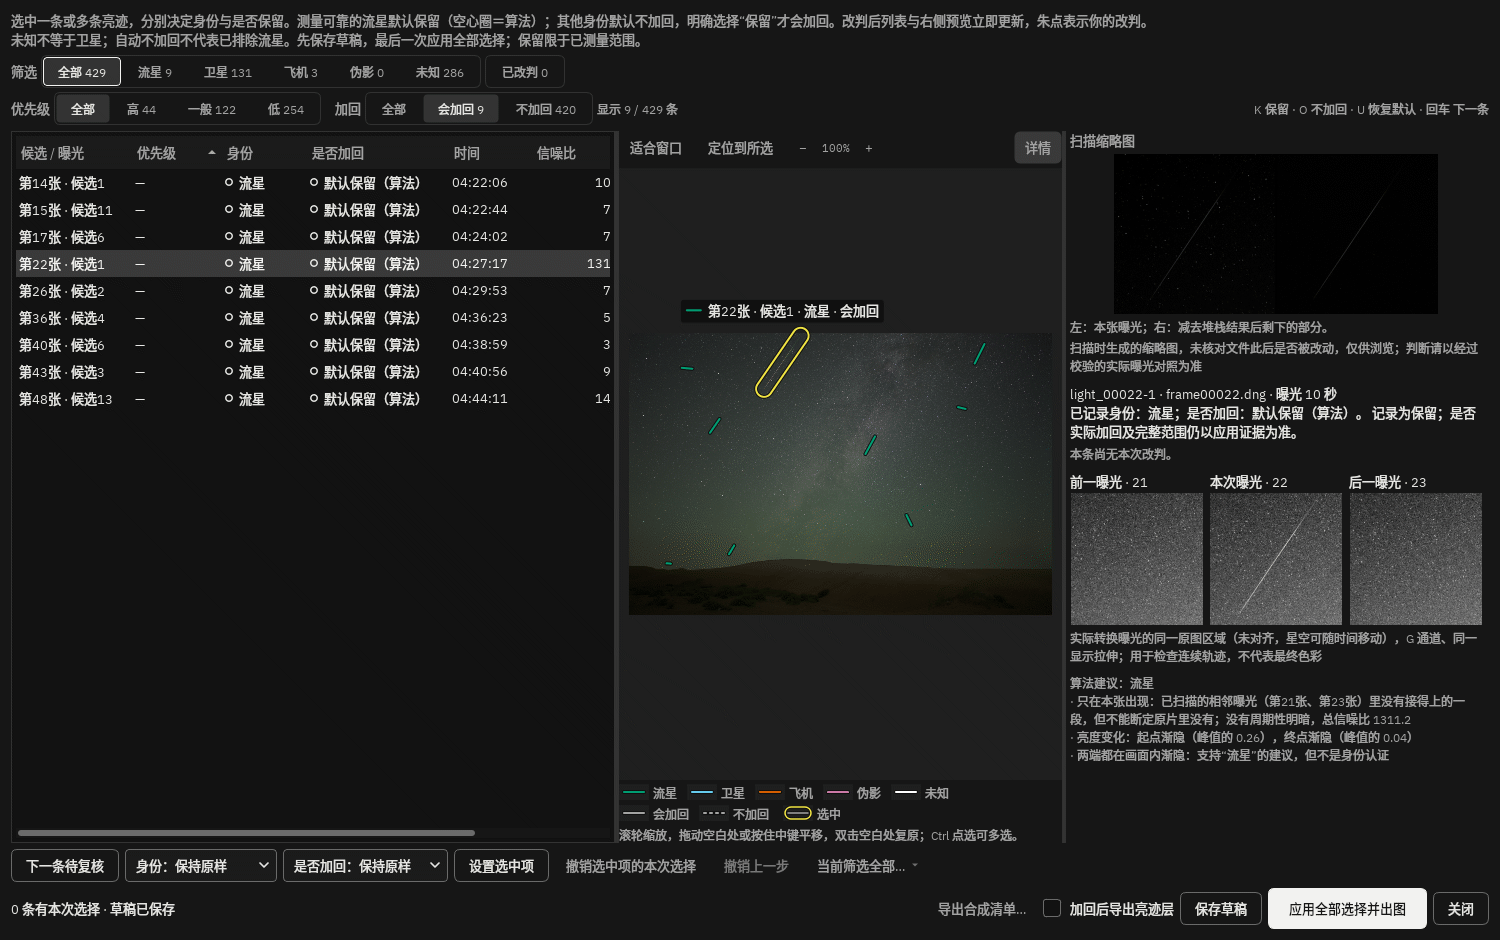 选中一条或多条亮迹，分别决定身份与是否保留。测量可靠的流星默认保留（空心圈=算法）；其他身份默认不加回，明确选择“保留”才会加回。改判后列表与右侧预览立即更新，朱点表示你的改判。
未知不等于卫星；自动不加回不代表已排除流星。先保存草稿，最后一次应用全部选择；保留限于已测量范围。
筛选 全部 429 流星 9 卫星 131 飞机 3 伪影 0 未知 286 已改判 0
优先级 全部 高 44 一般 122 低 254 加回 全部 会加回 9 不加回 420 显示 9 / 429 条 K 保留 · O 不加回 · U 恢复默认 · 回车 下一条
候选 / 曝光 优先级 身份 是否加回 时间 信噪比
第14张 · 候选1 — 流星 默认保留（算法） 04:22:06 10
第15张 · 候选11 — 流星 默认保留（算法） 04:22:44 7
第17张 · 候选6 — 流星 默认保留（算法） 04:24:02 7
第22张 · 候选1 — 流星 默认保留（算法） 04:27:17 131
第26张 · 候选2 — 流星 默认保留（算法） 04:29:53 7
第36张 · 候选4 — 流星 默认保留（算法） 04:36:23 5
第40张 · 候选6 — 流星 默认保留（算法） 04:38:59 3
第43张 · 候选3 — 流星 默认保留（算法） 04:40:56 9
第48张 · 候选13 — 流星 默认保留（算法） 04:44:11 14
适合窗口 定位到所选 − 100% + 详情
第22张 · 候选1 · 流星 · 会加回
流星 卫星 飞机 伪影 未知
会加回 不加回 选中
滚轮缩放，拖动空白处或按住中键平移，双击空白处复原；Ctrl 点选可多选。
扫描缩略图
左：本张曝光；右：减去堆栈结果后剩下的部分。
扫描时生成的缩略图，未核对文件此后是否被改动，仅供浏览；判断请以经过
校验的实际曝光对照为准
light_00022-1 · frame00022.dng · 曝光 10 秒
已记录身份：流星；是否加回：默认保留（算法）。 记录为保留；是否
实际加回及完整范围仍以应用证据为准。
本条尚无本次改判。
前一曝光 · 21 本次曝光 · 22 后一曝光 · 23
实际转换曝光的同一原图区域（未对齐，星空可随时间移动），G 通道、同一
显示拉伸；用于检查连续轨迹，不代表最终色彩
算法建议：流星
· 只在本张出现：已扫描的相邻曝光（第21张、第23张）里没有接得上的一
段，但不能断定原片里没有；没有周期性明暗，总信噪比 1311.2
· 亮度变化：起点渐隐（峰值的 0.26），终点渐隐（峰值的 0.04）
· 两端都在画面内渐隐：支持“流星”的建议，但不是身份认证
下一条待复核 身份：保持原样 是否加回：保持原样 设置选中项 撤销选中项的本次选择 撤销上一步 当前筛选全部...
0 条有本次选择 · 草稿已保存 导出合成清单... 加回后导出亮迹层 保存草稿 应用全部选择并出图 关闭